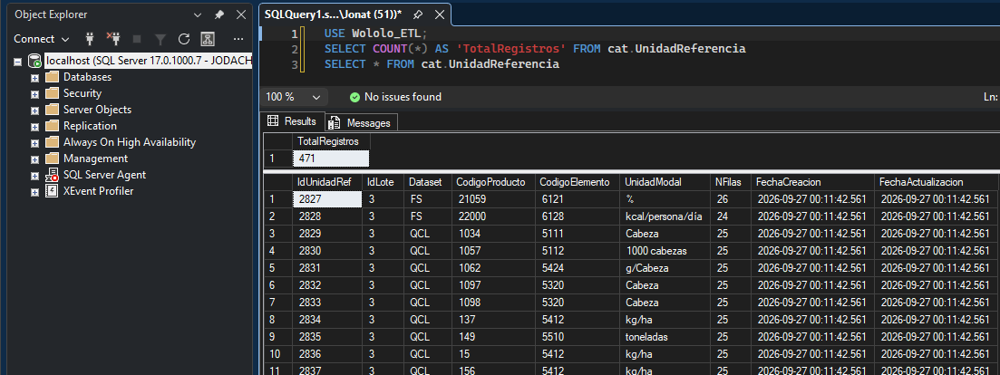 Object Explorer
Connect
localhost (SQL Server 17.0.1000.7 - JODACH
Databases
Security
Server Objects
Replication
Always On High Availability
Management
SQL Server Agent
XEvent Profiler
SQLQuery1.s...\Jonat (51))*
1 USE Wololo_ETL;
2 SELECT COUNT(*) AS 'TotalRegistros' FROM cat.UnidadReferencia
3 SELECT * FROM cat.UnidadReferencia
100 % No issues found Ln:
Results Messages
TotalRegistros
1 471
IdUnidadRef IdLote Dataset CodigoProducto CodigoElemento UnidadModal NFilas FechaCreacion FechaActualizacion
1 2827 3 FS 21059 6121 % 26 2026-09-27 00:11:42.561 2026-09-27 00:11:42.561
2 2828 3 FS 22000 6128 kcal/persona/día 24 2026-09-27 00:11:42.561 2026-09-27 00:11:42.561
3 2829 3 QCL 1034 5111 Cabeza 25 2026-09-27 00:11:42.561 2026-09-27 00:11:42.561
4 2830 3 QCL 1057 5112 1000 cabezas 25 2026-09-27 00:11:42.561 2026-09-27 00:11:42.561
5 2831 3 QCL 1062 5424 g/Cabeza 25 2026-09-27 00:11:42.561 2026-09-27 00:11:42.561
6 2832 3 QCL 1097 5320 Cabeza 25 2026-09-27 00:11:42.561 2026-09-27 00:11:42.561
7 2833 3 QCL 1098 5320 Cabeza 25 2026-09-27 00:11:42.561 2026-09-27 00:11:42.561
8 2834 3 QCL 137 5412 kg/ha 25 2026-09-27 00:11:42.561 2026-09-27 00:11:42.561
9 2835 3 QCL 149 5510 toneladas 25 2026-09-27 00:11:42.561 2026-09-27 00:11:42.561
10 2836 3 QCL 15 5412 kg/ha 25 2026-09-27 00:11:42.561 2026-09-27 00:11:42.561
11 2837 3 QCL 156 5412 kg/ha 25 2026-09-27 00:11:42.561 2026-09-27 00:11:42.561